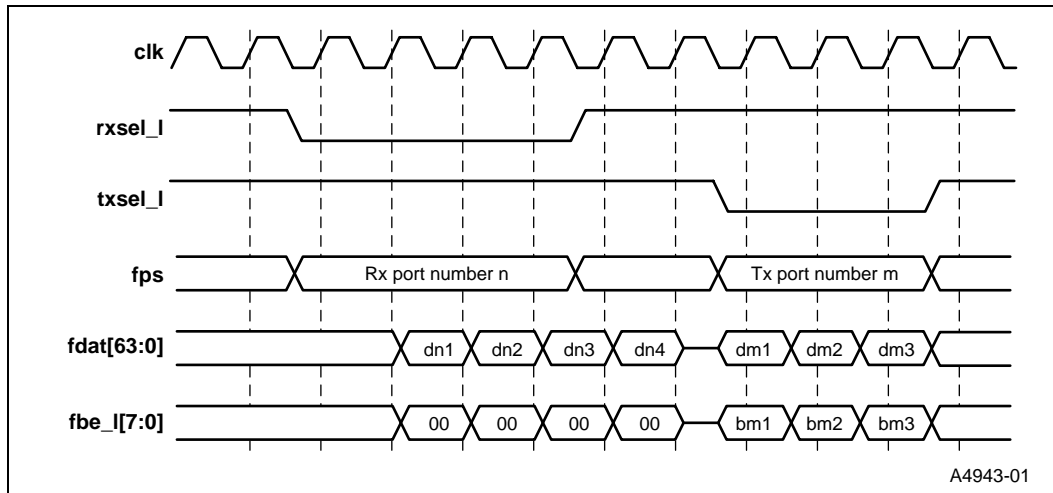 clk
rxsel_l
txsel_l
fps Rx port number n Tx port number m
fdat[63:0] dn1 dn2 dn3 dn4 dm1 dm2 dm3
fbe_l[7:0] 00 00 00 00 bm1 bm2 bm3
A4943-01